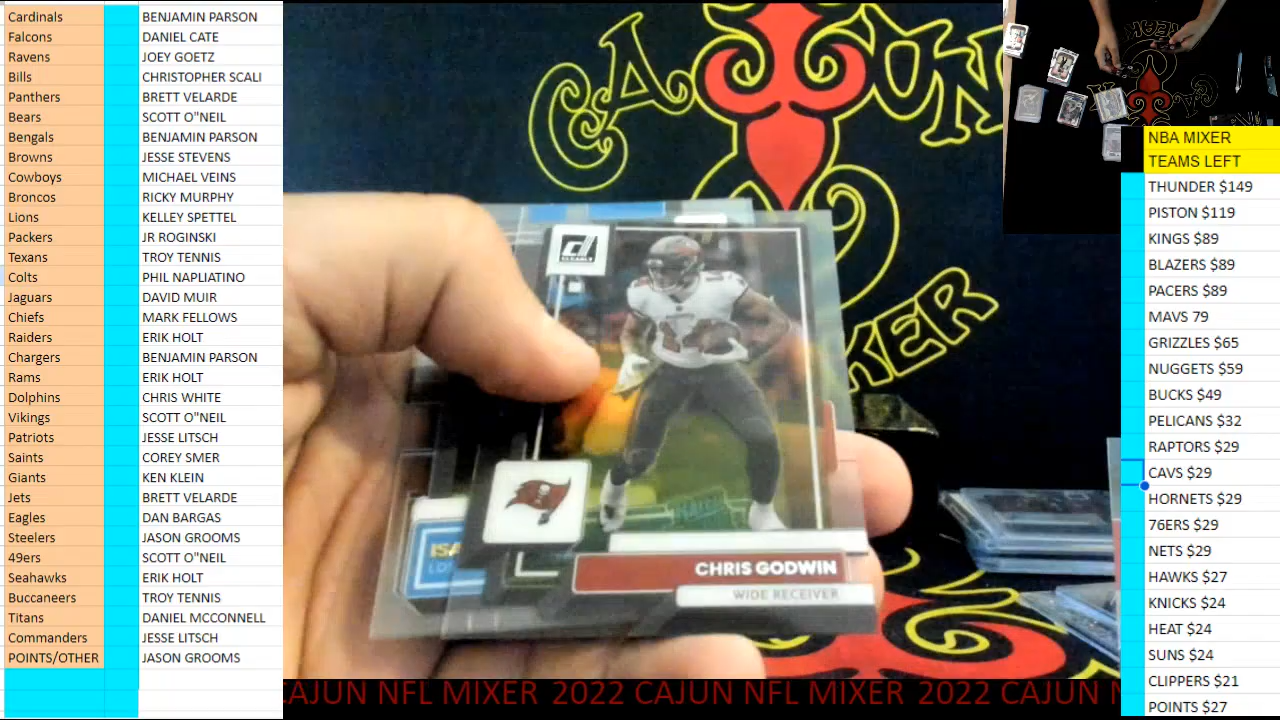 Cardinals BENJAMIN PARSON
Falcons DANIEL CATE
Ravens JOEY GOETZ
Bills CHRISTOPHER SCALI
Panthers BRETT VELARDE
Bears SCOTT O"NEIL
Bengals BENJAMIN PARSON
Browns JESSE STEVENS
Cowboys MICHAEL VEINS
Broncos RICKY MURPHY
Lions KELLEY SPETTEL
Packers JR ROGINSKI
Texans TROY TENNIS
Colts PHIL NAPLIATINO
Jaguars DAVID MUIR
Chiefs MARK FELLOWS
Raiders ERIK HOLT
Chargers BENJAMIN PARSON
Rams ERIK HOLT
Dolphins CHRIS WHITE
Vikings SCOTT O"NEIL
Patriots JESSE LITSCH
Saints COREY SMER
Giants KEN KLEIN
Jets BRETT VELARDE
Eagles DAN BARGAS
Steelers JASON GROOMS
49ers SCOTT O"NEIL
Seahawks ERIK HOLT
Buccaneers TROY TENNIS
Titans DANIEL MCCONNELL
Commanders JESSE LITSCH
POINTS/OTHER JASON GROOMS
CAJUN
CLEARLY
14
CHRIS GODWIN
WIDE RECEIVER
CAJUN NFL MIXER 2022 CAJUN NFL MIXER 2022 CAJUN N
NBA MIXER
TEAMS LEFT
THUNDER $149
PISTON $119
KINGS $89
BLAZERS $89
PACERS $89
MAVS 79
GRIZZLES $65
NUGGETS $59
BUCKS $49
PELICANS $32
RAPTORS $29
CAVS $29
HORNETS $29
76ERS $29
NETS $29
HAWKS $27
KNICKS $24
HEAT $24
SUNS $24
CLIPPERS $21
POINTS $27